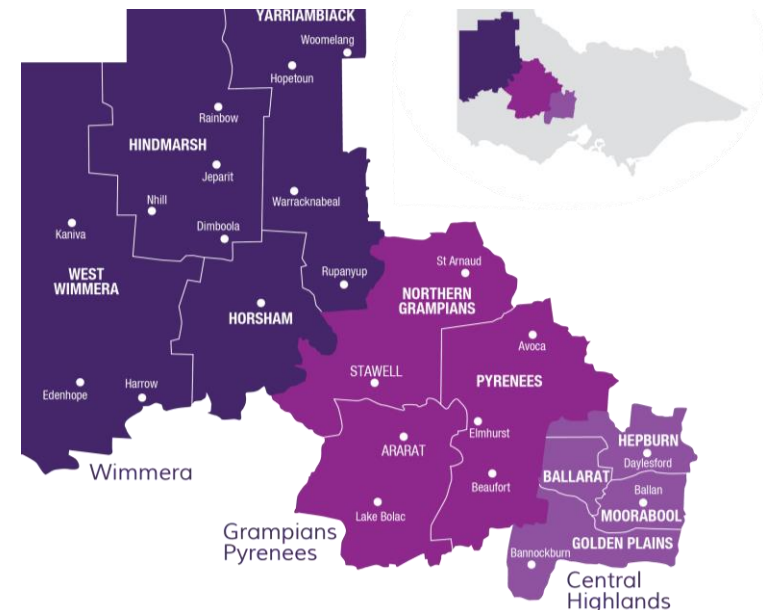 YARRIAMBIACK
Woomelang
Hopetoun
Rainbow
HINDMARSH
Jeparit
Nhill
Warracknabeal
Kaniva
Dimboola
WEST
WIMMERA
Rupanyup
St Arnaud
NORTHERN
GRAMPIANS
HORSHAM
Avoca
STAWELL
PYRENEES
Edenhope
Harrow
Elmhurst
ARARAT
HEPBURN
Daylesford
Wimmera
BALLARAT
Beaufort
Ballan
MOORABOOL
Lake Bolac
Grampians
Pyrenees
GOLDEN PLAINS
Bannockburn
Central
Highlands